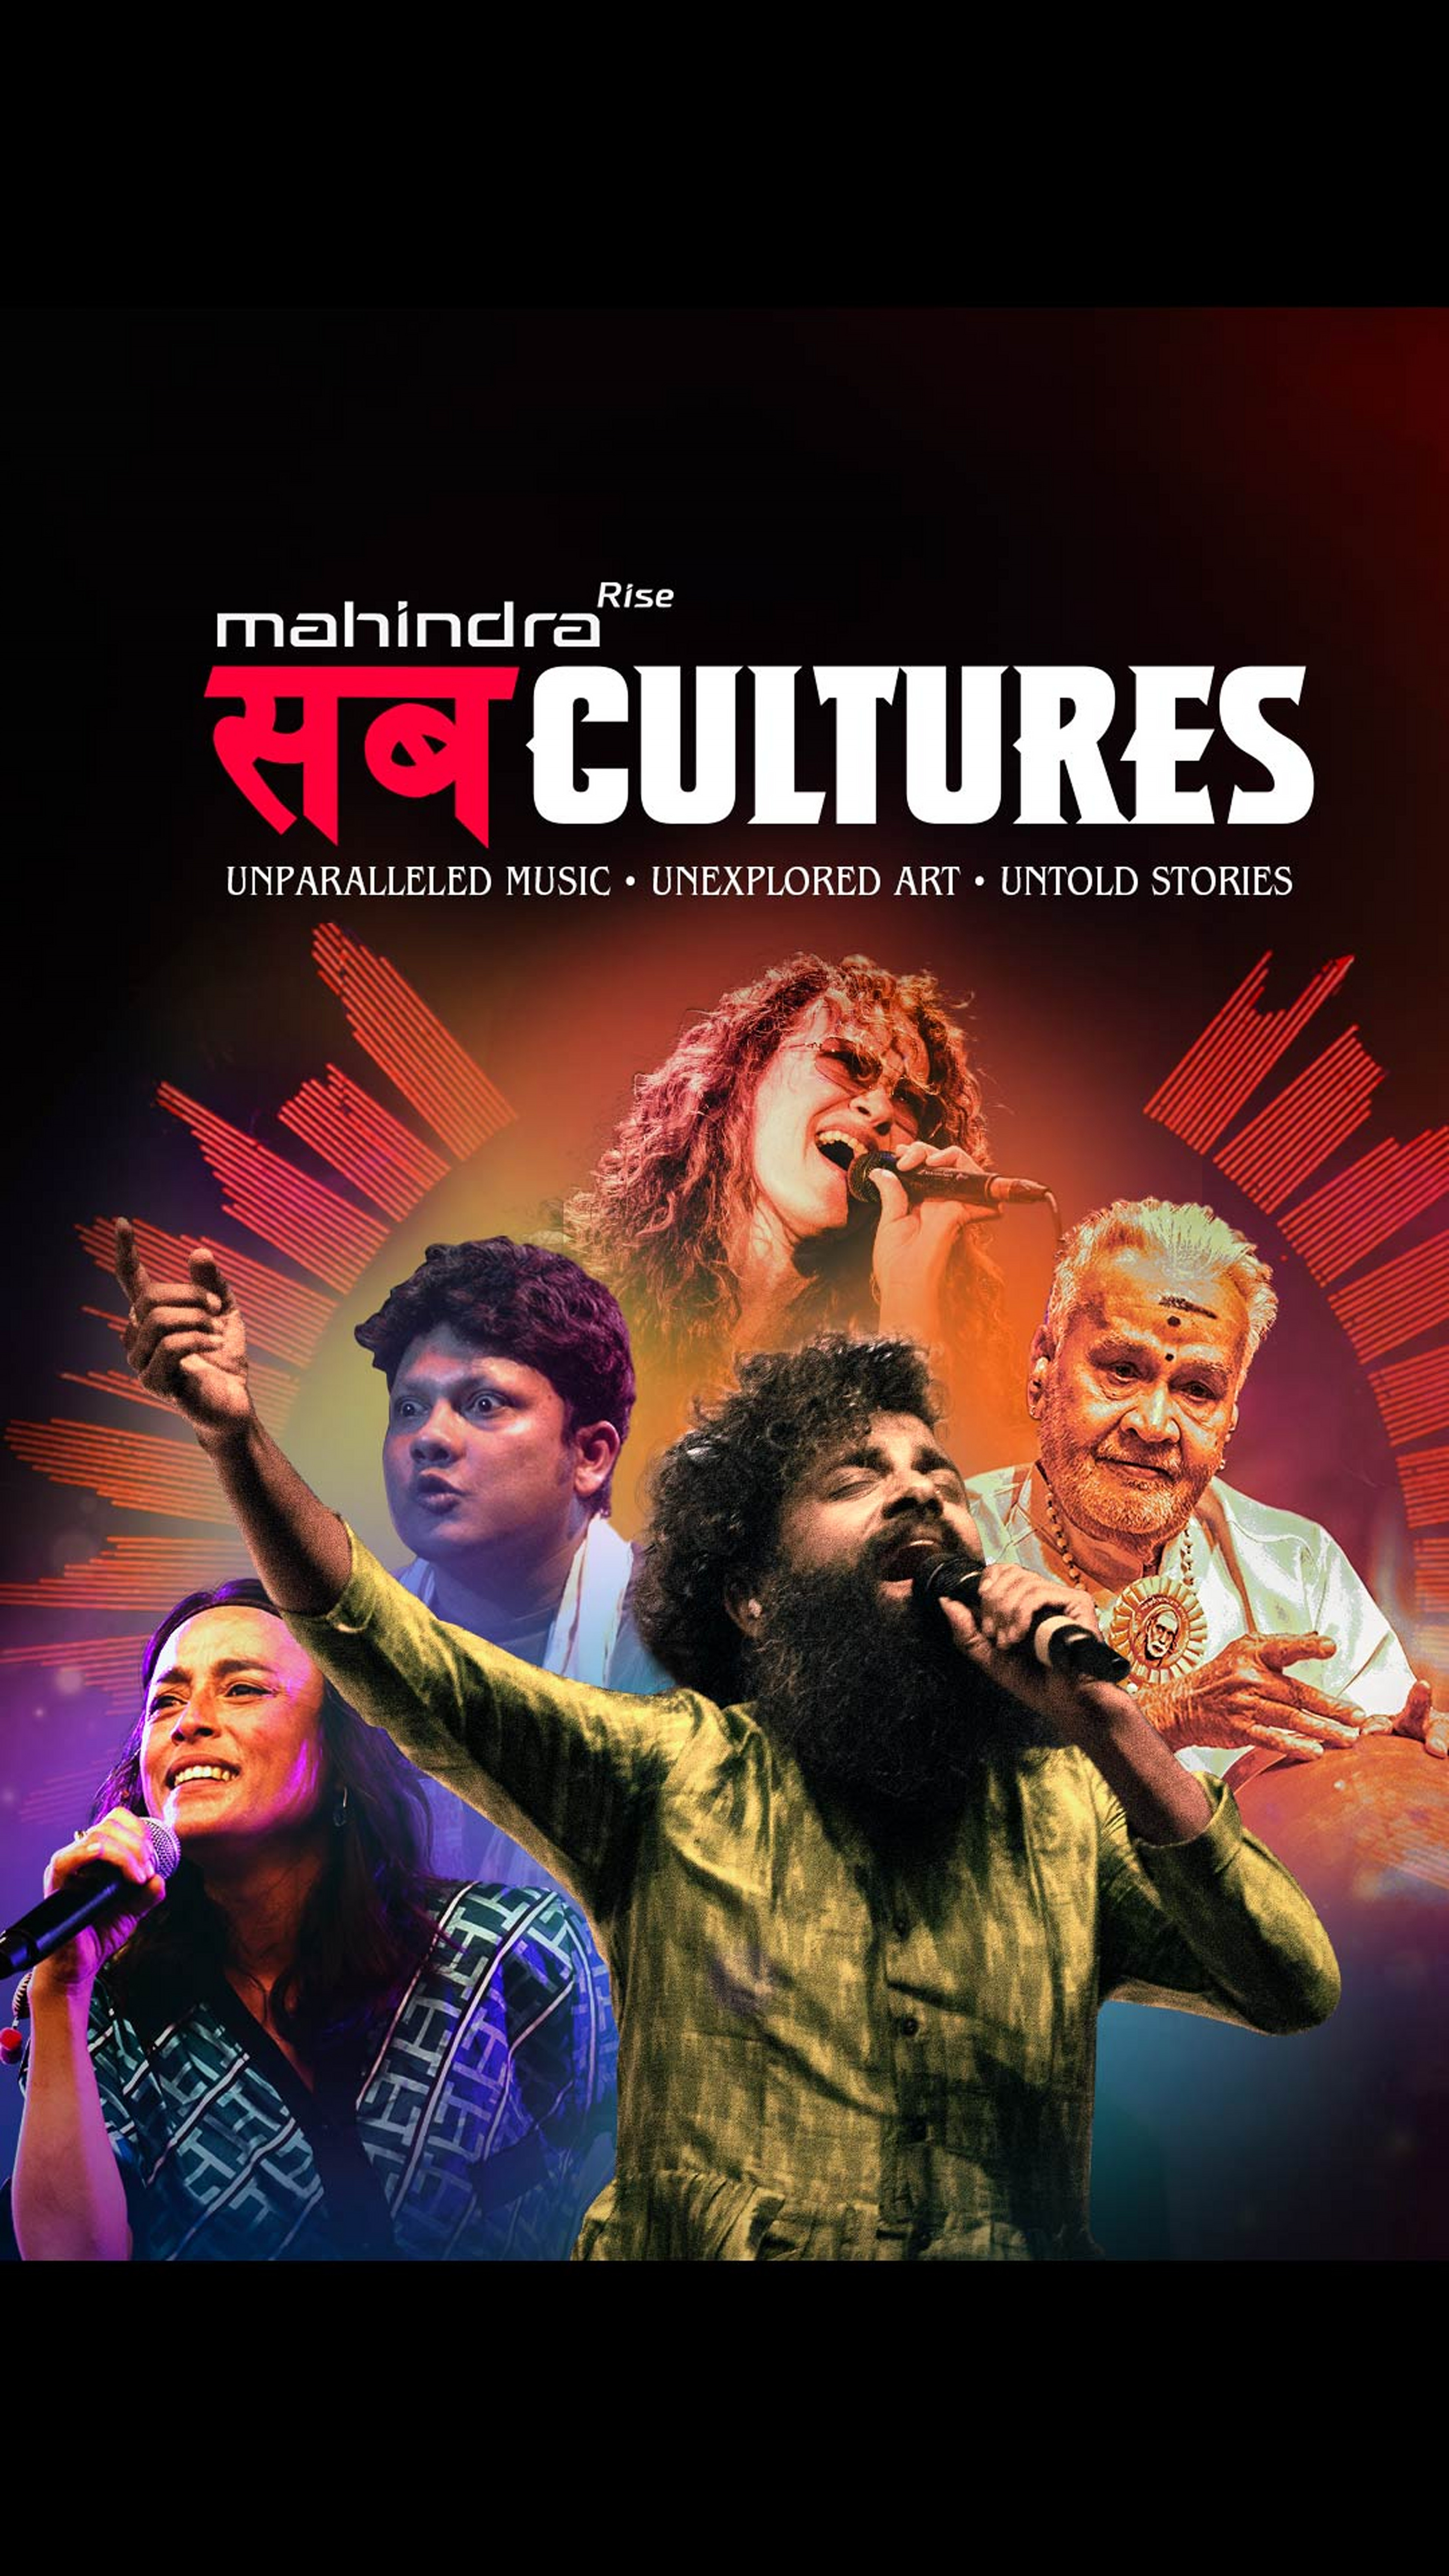 mahindra Rise
सब CULTURES
UNPARALLELED MUSIC • UNEXPLORED ART • UNTOLD STORIES